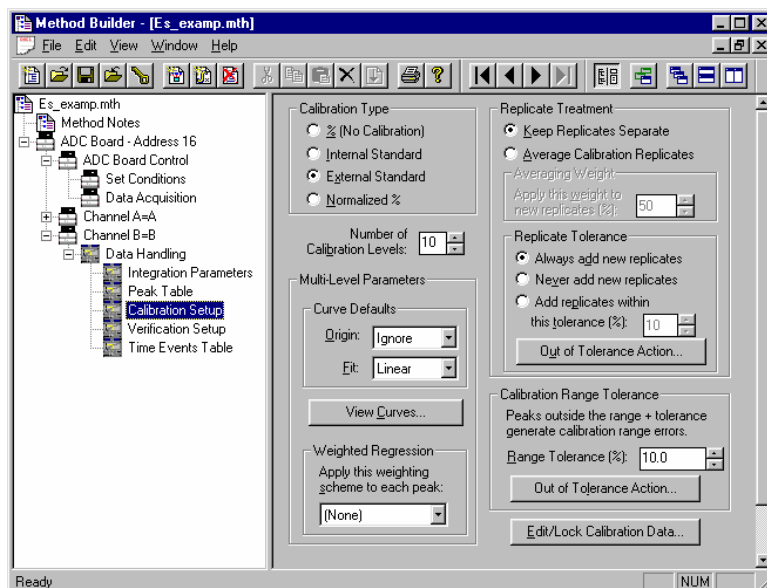 Method Builder - [Es_examp.mth]
File Edit View Window Help
Es_examp.mth
Method Notes
ADC Board - Address 16
ADC Board Control
Set Conditions
Data Acquisition
Channel A=A
Channel B=B
Data Handling
Integration Parameters
Peak Table
Calibration Setup
Verification Setup
Time Events Table
Calibration Type
% (No Calibration)
Internal Standard
External Standard
Normalized %
Number of
Calibration Levels: 10
Multi-Level Parameters
Curve Defaults
Origin: Ignore
Fit: Linear
View Curves...
Weighted Regression
Apply this weighting
scheme to each peak:
(None)
Replicate Treatment
Keep Replicates Separate
Average Calibration Replicates
Averaging Weight
Apply this weight to
new replicates (%): 50
Replicate Tolerance
Always add new replicates
Never add new replicates
Add replicates within
this tolerance (%): 10
Out of Tolerance Action...
Calibration Range Tolerance
Peaks outside the range + tolerance
generate calibration range errors.
Range Tolerance (%): 10.0
Out of Tolerance Action...
Edit/Lock Calibration Data...
Ready
NUM